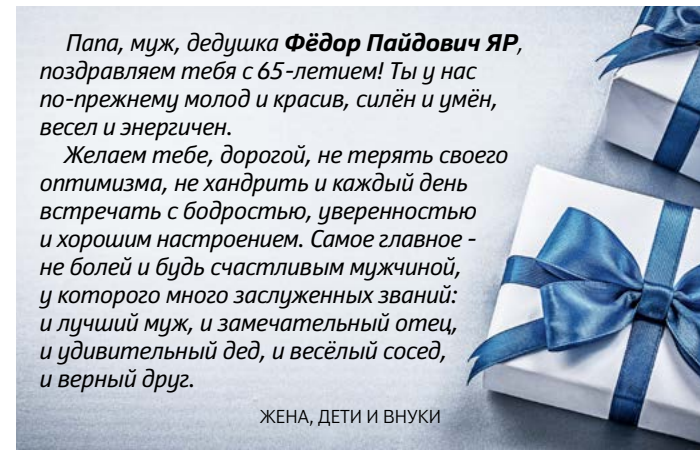 Папа, муж, дедушка Фёдор Пайдович ЯР,
поздравляем тебя с 65-летием! Ты у нас
по-прежнему молод и красив, силён и умён,
весел и энергичен.
Желаем тебе, дорогой, не терять своего
оптимизма, не хандрить и каждый день
встречать с бодростью, уверенностью
и хорошим настроением. Самое главное -
не болей и будь счастливым мужчиной,
у которого много заслуженных званий:
и лучший муж, и замечательный отец,
и удивительный дед, и весёлый сосед,
и верный друг.
ЖЕНА, ДЕТИ И ВНУКИ